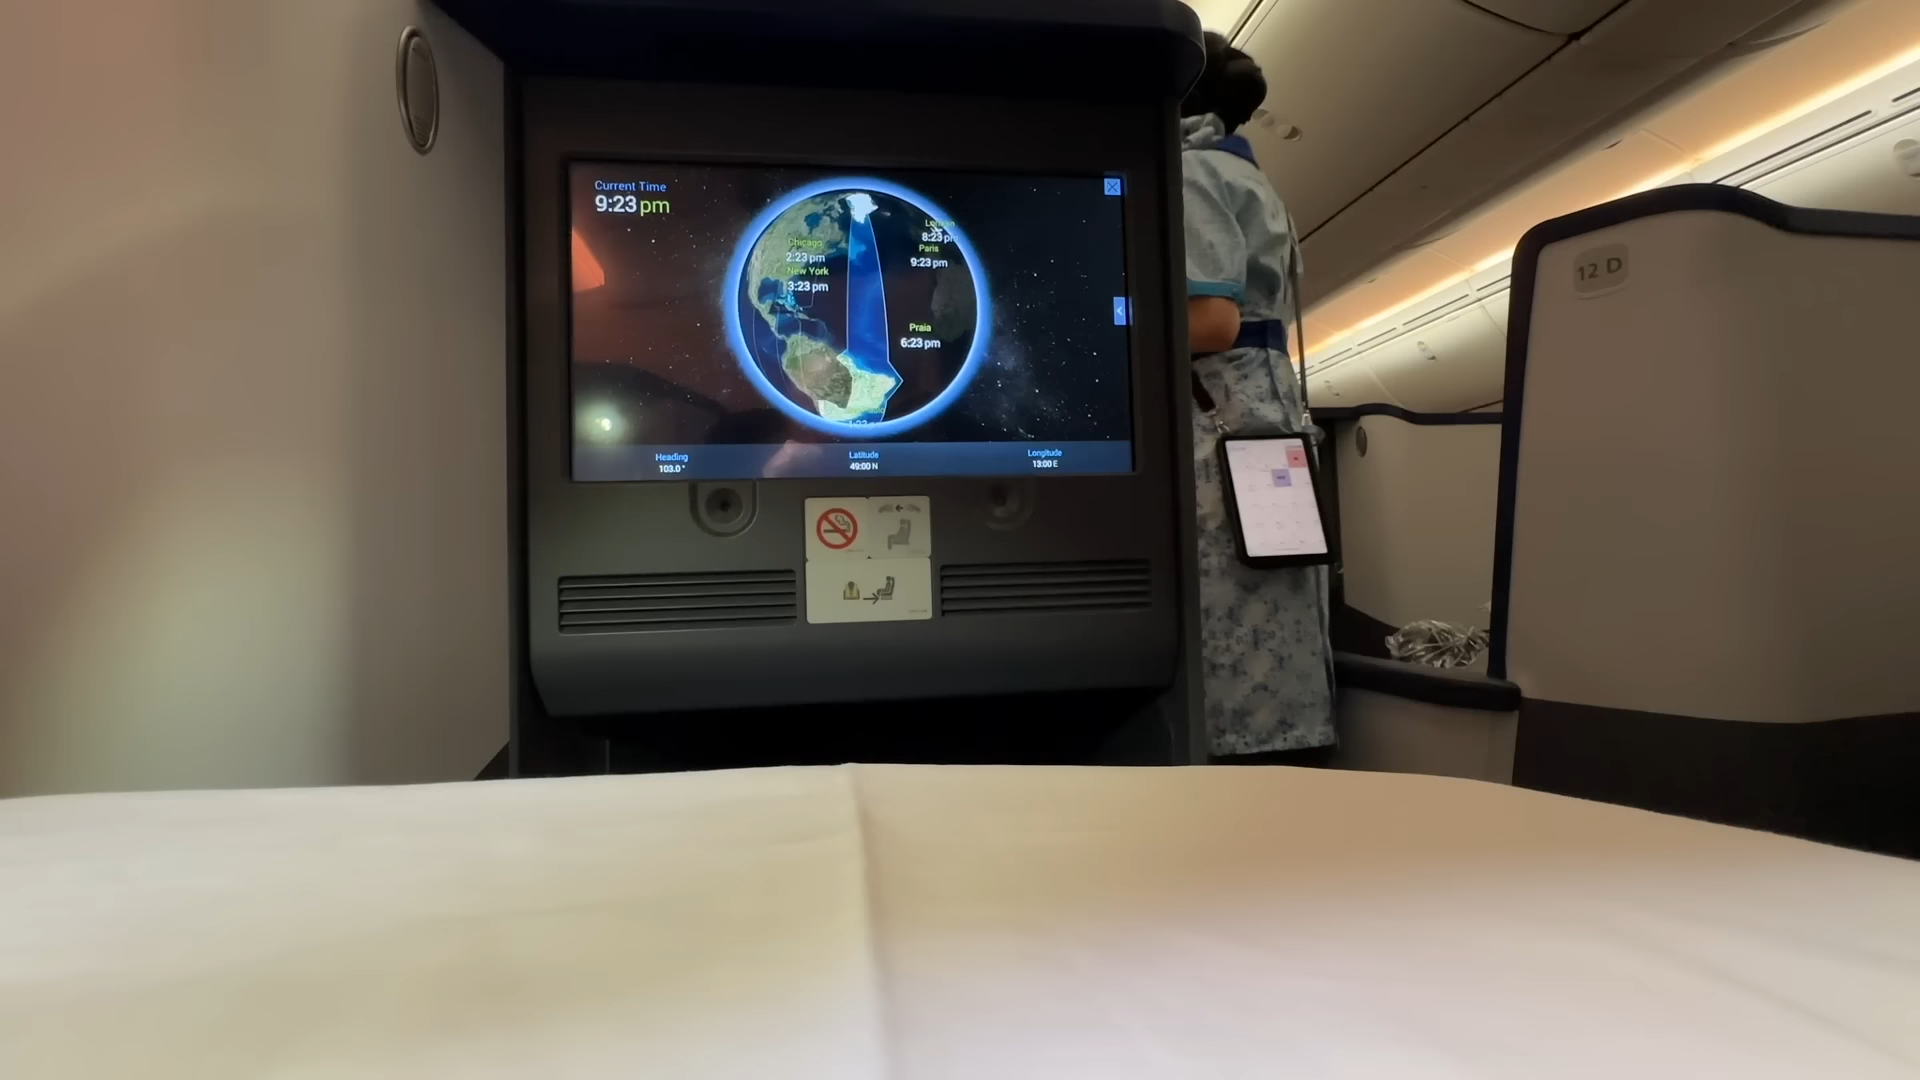 Current Time
9:23 pm
London
8:23 pm
Chicago
2:23 pm
Paris
9:23 pm
New York
3:23 pm
Praia
6:23 pm
Heading
103.0 °
Latitude
49:00 N
Longitude
13:00 E
12 D